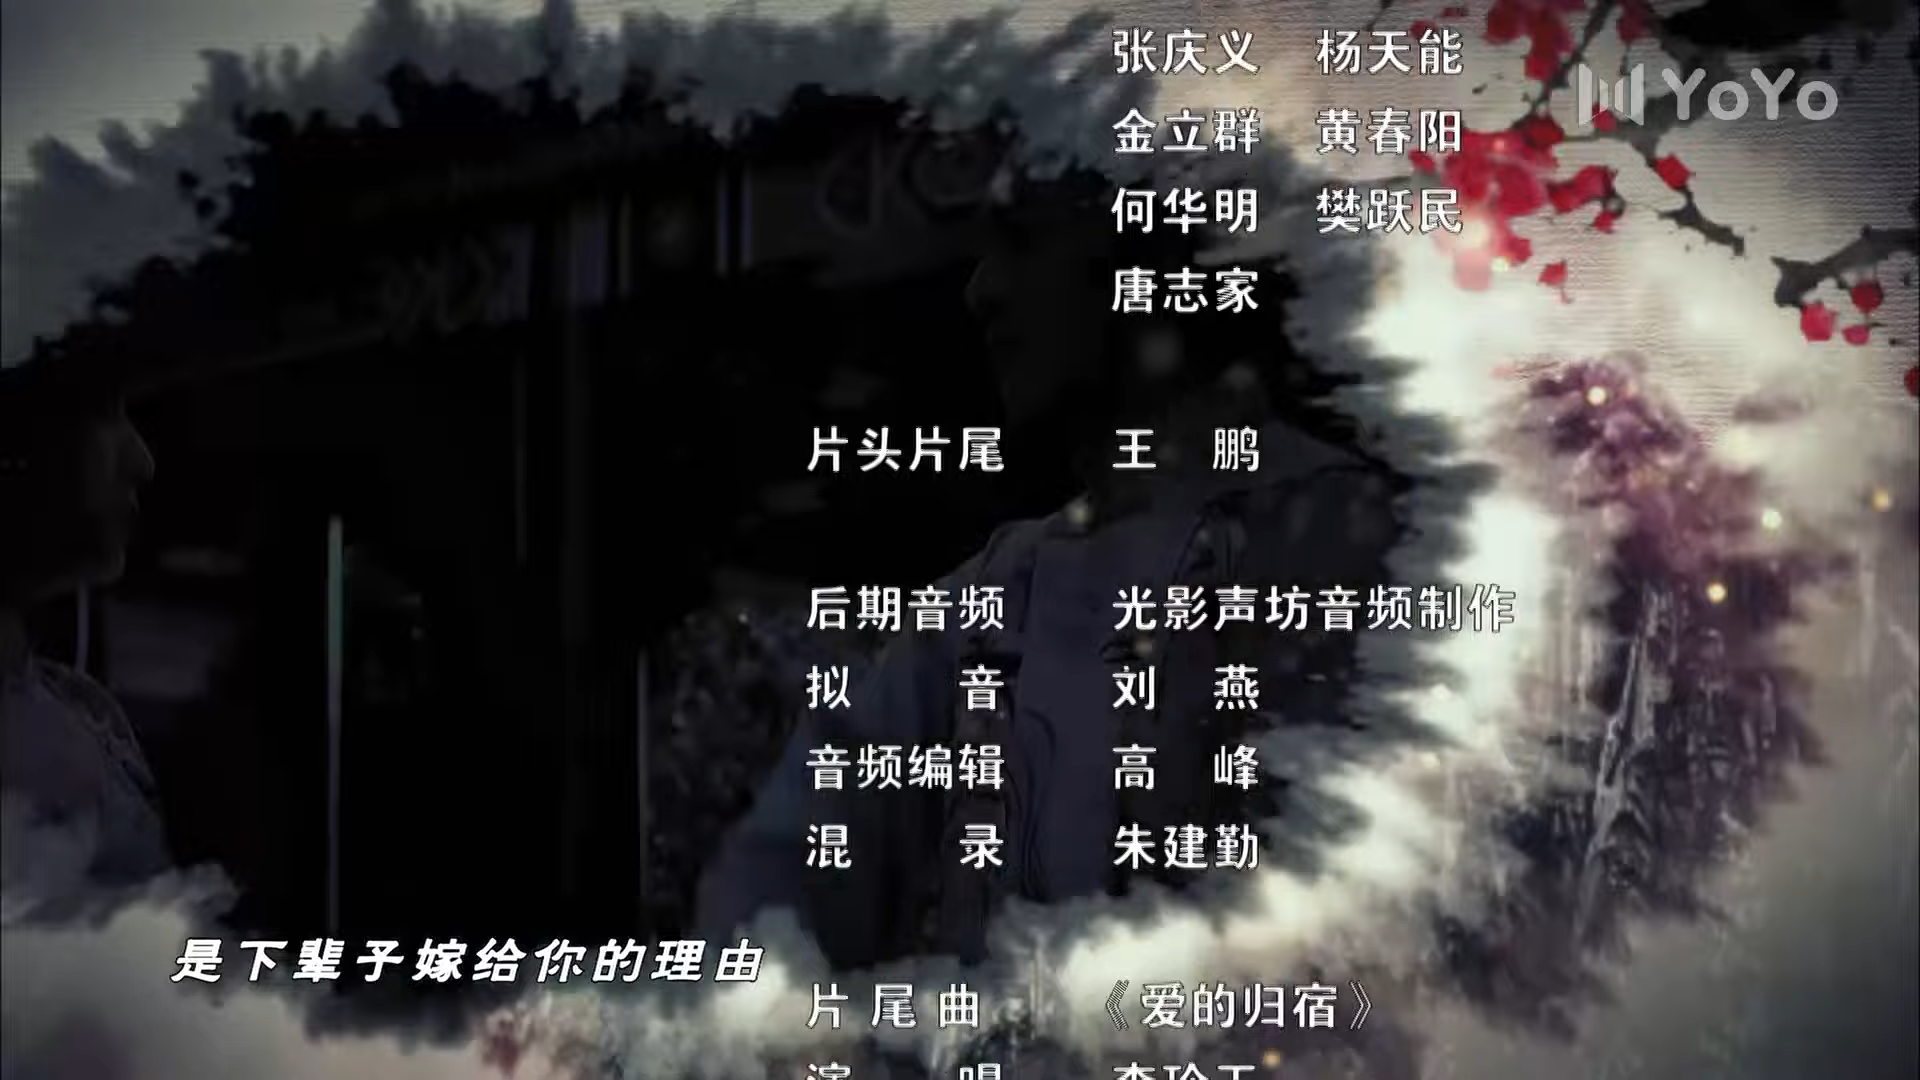 张庆义 杨天能
YoYo
金立群 黄春阳
何华明 樊跃民
唐志家
片头片尾 王鹏
后期音频 光影声坊音频制作
拟音 刘燕
音频编辑 高峰
混录 朱建勤
是下辈子嫁给你的理由
片尾曲 《爱的归宿》
演唱